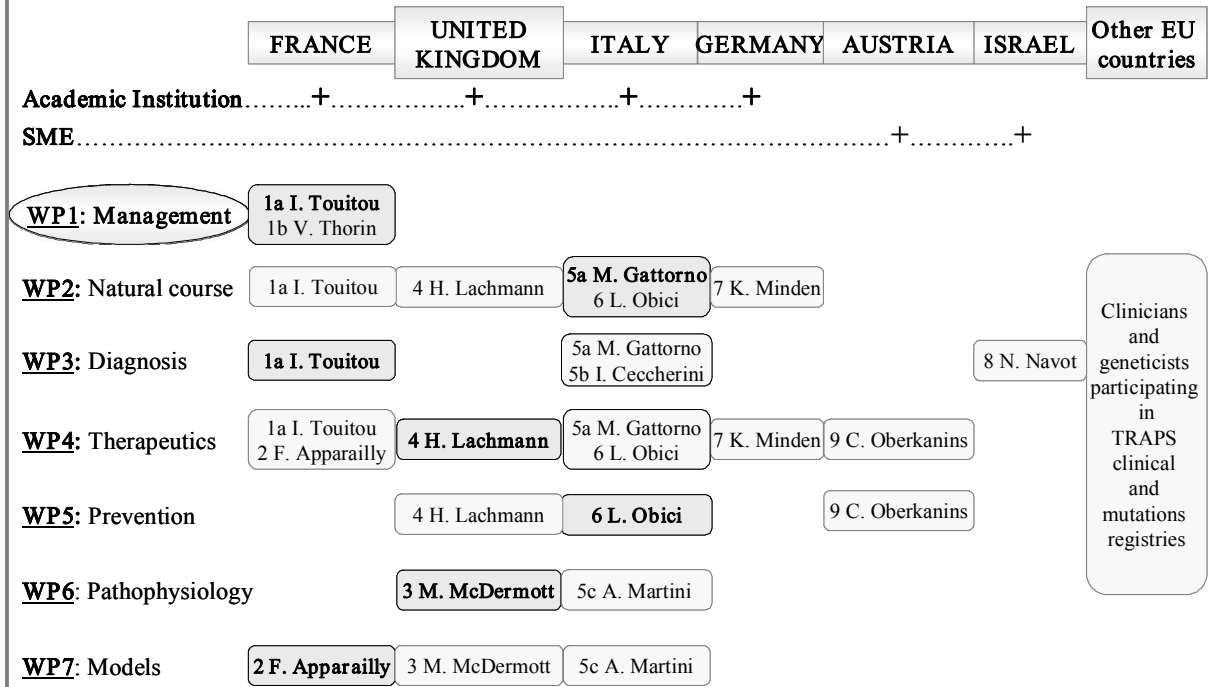 FRANCE UNITED KINGDOM ITALY GERMANY AUSTRIA ISRAEL Other EU countries
Academic Institution.........+....................+..................+..............+
SME..........................................................................................+..............+
WP1: Management
1a I. Touitou
1b V. Thorin
WP2: Natural course
1a I. Touitou
4 H. Lachmann
5a M. Gattorno
6 L. Obici
7 K. Minden
WP3: Diagnosis
1a I. Touitou
5a M. Gattorno
5b I. Ceccherini
8 N. Navot
WP4: Therapeutics
1a I. Touitou
2 F. Apparailly
4 H. Lachmann
5a M. Gattorno
6 L. Obici
7 K. Minden
9 C. Oberkanins
WP5: Prevention
4 H. Lachmann
6 L. Obici
9 C. Oberkanins
WP6: Pathophysiology
3 M. McDermott
5c A. Martini
WP7: Models
2 F. Apparailly
3 M. McDermott
5c A. Martini
Clinicians
and
geneticists
participating
in
TRAPS
clinical
and
mutations
registries